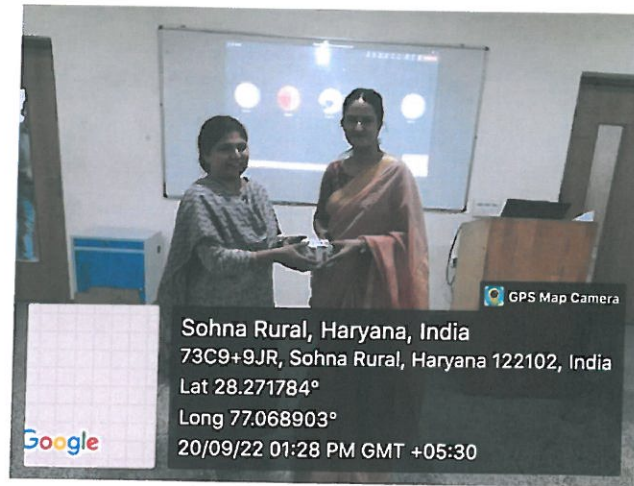 GPS Map Camera
Sohna Rural, Haryana, India
73C9+9JR, Sohna Rural, Haryana 122102, India
Lat 28.271784°
Long 77.068903°
20/09/22 01:28 PM GMT +05:30
Google